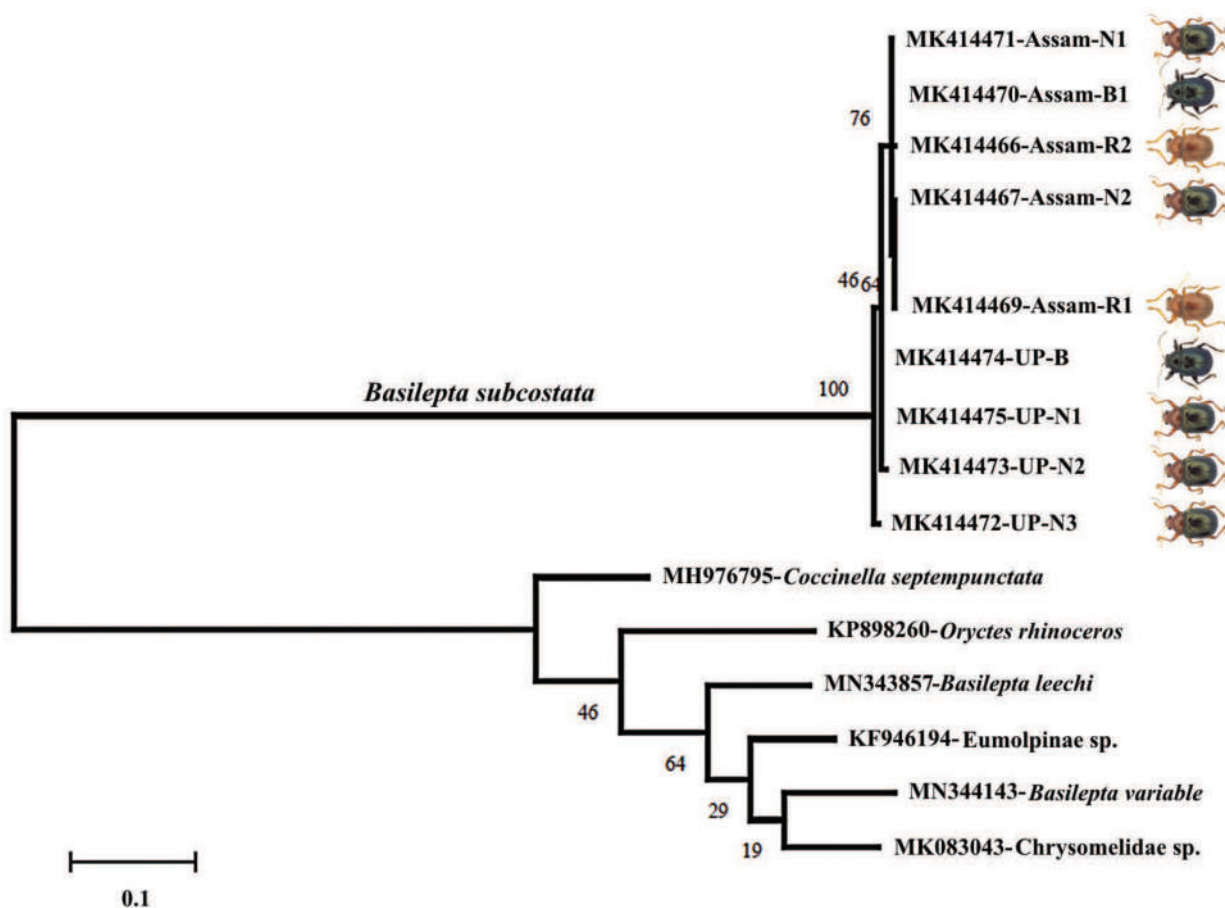 MK414471-Assam-N1
MK414470-Assam-B1
76
MK414466-Assam-R2
MK414467-Assam-N2
46
64
MK414469-Assam-R1
MK414474-UP-B
Basilepta subcostata
100
MK414475-UP-N1
MK414473-UP-N2
MK414472-UP-N3
MH976795-Coccinella septempunctata
KP898260-Oryctes rhinoceros
MN343857-Basilepta leechi
46
KF946194-Eumolpinae sp.
64
MN344143-Basilepta variable
29
MK083043-Chrysomelidae sp.
19
0.1